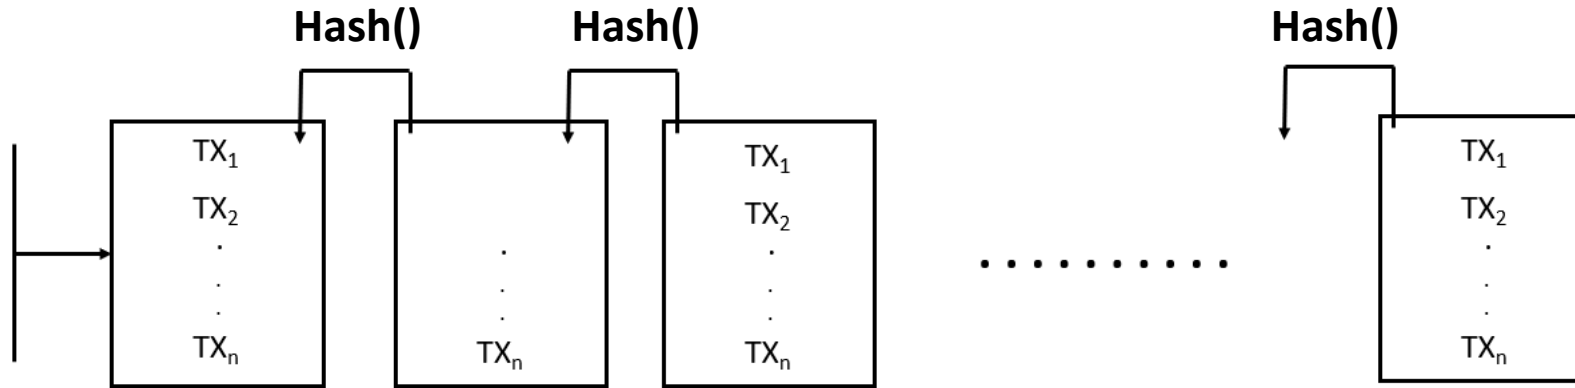 Hash() Hash() Hash()
TX₁ TX₁ TX₁
TX₂ TX₂ TX₂
TXₙ TXₙ TXₙ TXₙ